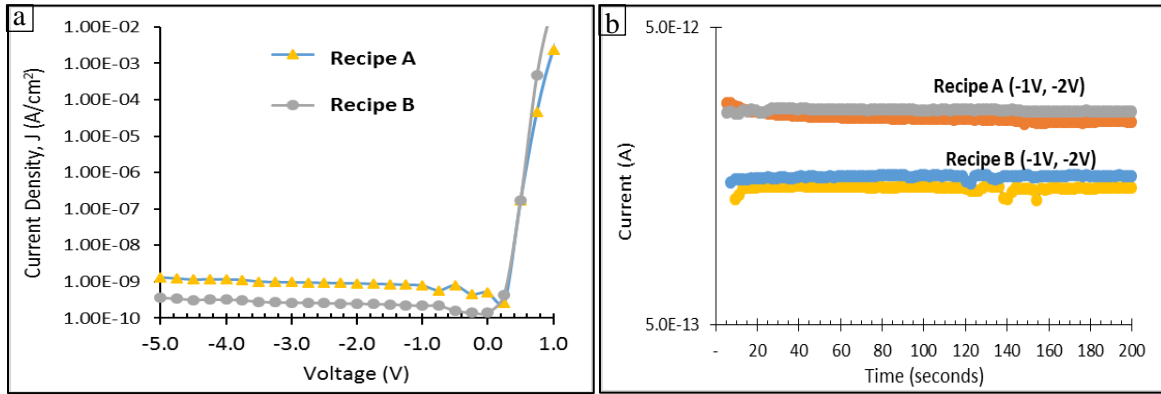 a
1.00E-02
1.00E-03
1.00E-04
1.00E-05
1.00E-06
1.00E-07
1.00E-08
1.00E-09
1.00E-10
Current Density, J (A/cm²)
Recipe A
Recipe B
-5.0 -4.0 -3.0 -2.0 -1.0 0.0 1.0
Voltage (V)
b
5.0E-12
5.0E-13
Current (A)
Recipe A (-1V, -2V)
Recipe B (-1V, -2V)
- 20 40 60 80 100 120 140 160 180 200
Time (seconds)